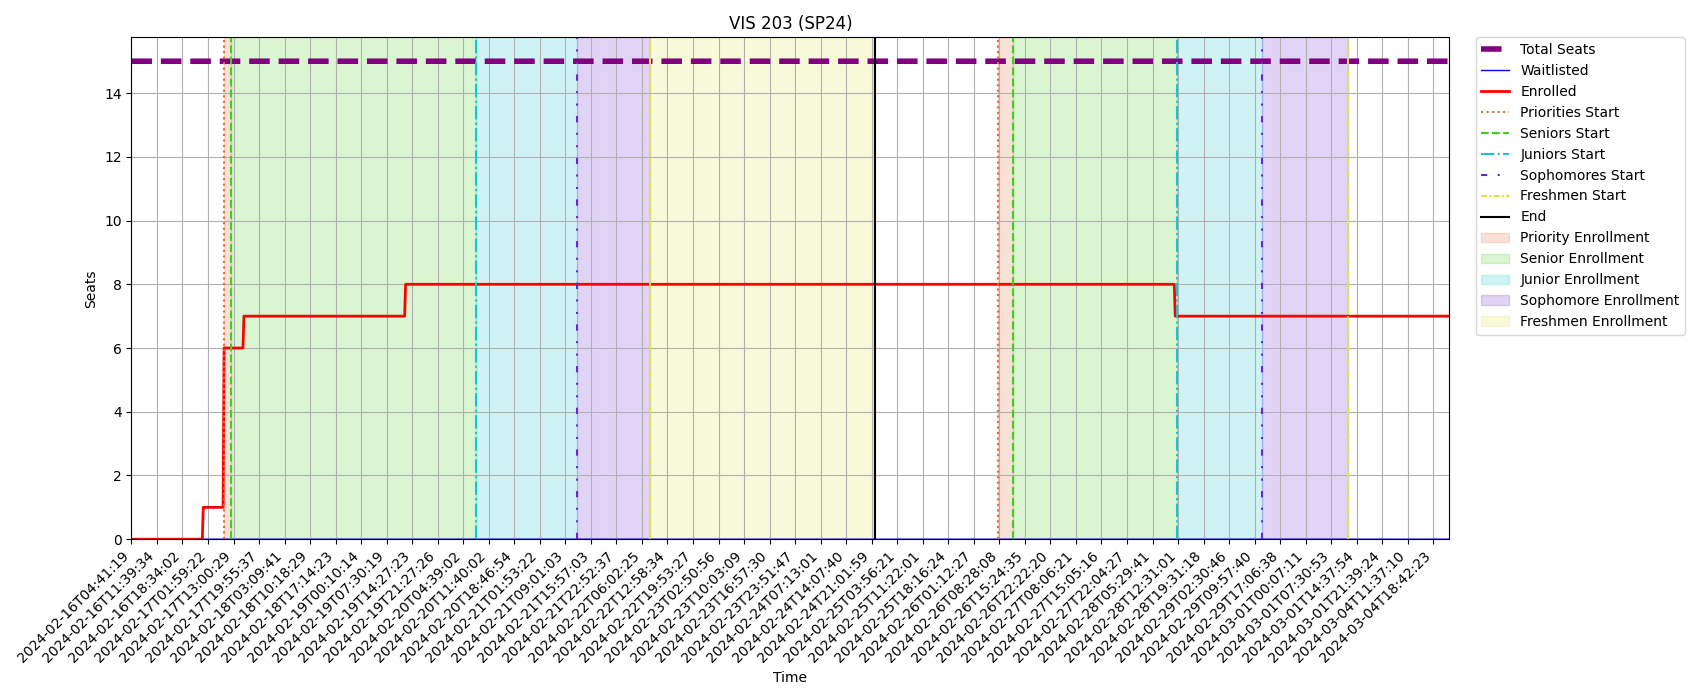 VIS 203 (SP24)
Seats
14
12
10
8
6
4
2
0
2024-02-16T04:41:19
2024-02-16T11:39:34
2024-02-16T18:34:02
2024-02-17T01:59:22
2024-02-17T13:00:29
2024-02-17T19:55:37
2024-02-18T03:09:41
2024-02-18T10:18:29
2024-02-18T17:14:23
2024-02-19T00:10:14
2024-02-19T07:30:19
2024-02-19T14:27:23
2024-02-19T21:27:26
2024-02-20T04:39:02
2024-02-20T11:40:02
2024-02-20T18:46:54
2024-02-21T01:53:22
2024-02-21T09:01:03
2024-02-21T15:57:03
2024-02-21T22:52:37
2024-02-22T06:02:25
2024-02-22T12:58:34
2024-02-22T19:53:27
2024-02-23T02:50:56
2024-02-23T10:03:09
2024-02-23T16:57:30
2024-02-23T23:51:47
2024-02-24T07:13:01
2024-02-24T14:07:40
2024-02-24T21:01:59
2024-02-25T03:56:21
2024-02-25T11:22:01
2024-02-25T18:16:24
2024-02-26T01:12:27
2024-02-26T08:28:08
2024-02-26T15:24:35
2024-02-26T22:22:20
2024-02-27T08:06:21
2024-02-27T15:05:16
2024-02-27T22:04:27
2024-02-28T05:29:41
2024-02-28T12:31:01
2024-02-28T19:31:18
2024-02-29T02:30:46
2024-02-29T09:57:40
2024-02-29T17:06:38
2024-03-01T00:07:11
2024-03-01T07:30:53
2024-03-01T14:37:54
2024-03-01T21:39:24
2024-03-04T11:37:10
2024-03-04T18:42:23
Time
Total Seats
Waitlisted
Enrolled
Priorities Start
Seniors Start
Juniors Start
Sophomores Start
Freshmen Start
End
Priority Enrollment
Senior Enrollment
Junior Enrollment
Sophomore Enrollment
Freshmen Enrollment